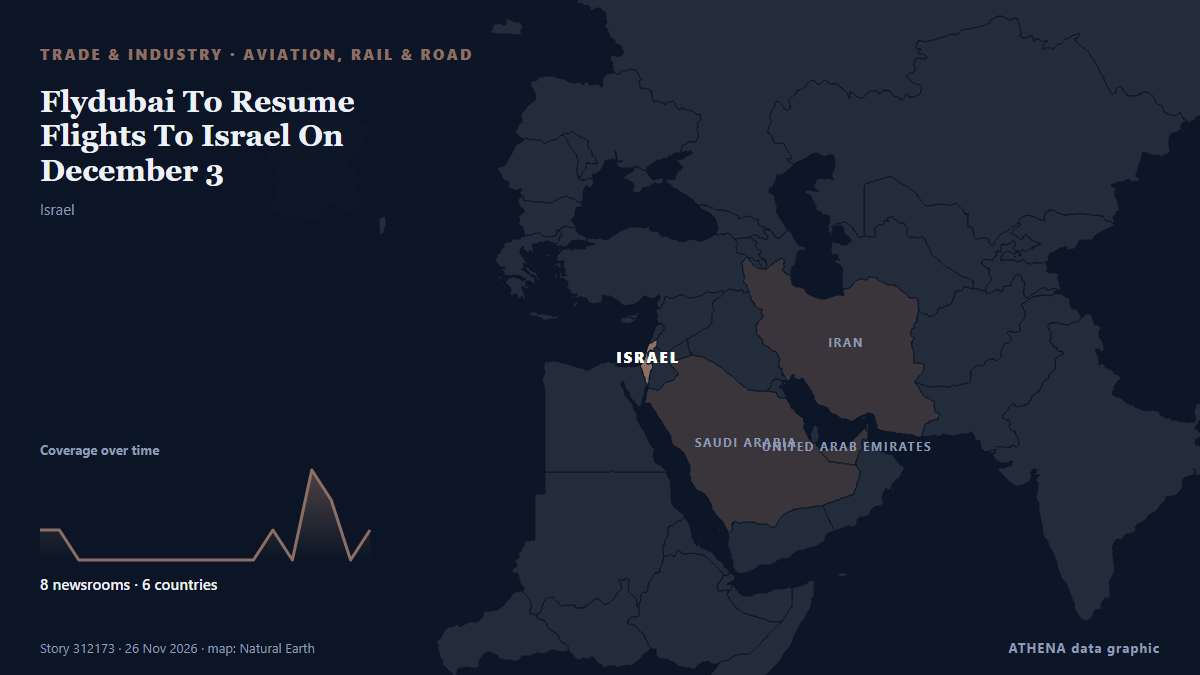 TRADE & INDUSTRY · AVIATION, RAIL & ROAD
Flydubai To Resume
Flights To Israel On
December 3
Israel
ISRAEL
IRAN
SAUDI ARABIA
UNITED ARAB EMIRATES
Coverage over time
8 newsrooms · 6 countries
Story 312173 · 26 Nov 2026 · map: Natural Earth
ATHENA data graphic